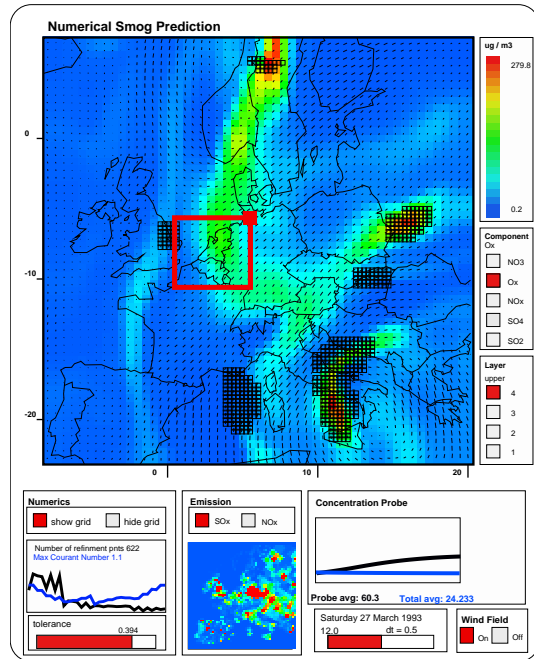 Numerical Smog Prediction
ug / m3
279.8
0.2
0
-10
-20
0
10
20
Component
Ox
NO3
Ox
NOx
SO4
SO2
Layer
upper
4
3
2
1
Numerics
show grid
hide grid
Number of refinment pnts 622
Max Courant Number 1.1
tolerance
0.394
Emission
SOx
NOx
Concentration Probe
Probe avg: 60.3
Total avg: 24.233
Saturday 27 March 1993
12.0
dt = 0.5
Wind Field
On
Off